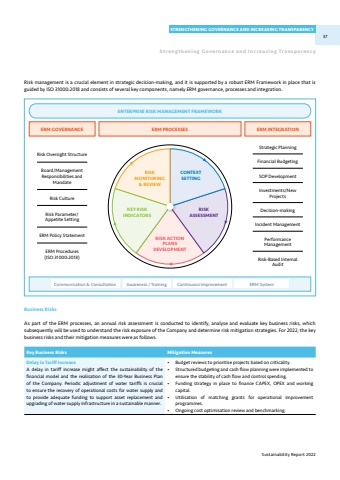 STRENGTHENING GOVERNANCE AND INCREASING TRANSPARENCY
37
Strengthening Governance and Increasing Transparency
Risk management is a crucial element in strategic decision-making, and it is supported by a robust ERM Framework in place that is
guided by ISO 31000:2018 and consists of several key components, namely ERM governance, processes and integration.
ENTERPRISE RISK MANAGEMENT FRAMEWORK
ERM GOVERNANCE
ERM PROCESSES
ERM INTEGRATION
Risk Oversight Structure
Board/Management
Responsibilities and
Mandate
Risk Culture
Risk Parameter/
Appetite Setting
ERM Policy Statement
ERM Procedures
(ISO 31000:2018)
RISK
MONITORING
& REVIEW
CONTEXT
SETTING
KEY RISK
INDICATORS
RISK
ASSESSMENT
RISK ACTION
PLANS
DEVELOPMENT
Strategic Planning
Financial Budgeting
SOP Development
Investments/New
Projects
Decision-making
Incident Management
Performance
Management
Risk-Based Internal
Audit
Communication & Consultation
Awareness / Training
Continuous Improvement
ERM System
Business Risks
As part of the ERM process, an annual risk assessment is conducted to identify, analyse and evaluate key business risks, which
subsequently will be used to understand the risk exposure of the Company and determine risk mitigation strategies. For 2022, the key
business risks and their mitigation measures were as follows.
Key Business Risks
Mitigation Measures
Delay in Tariff Increase
A delay in tariff increase might affect the sustainability of the
financial model and the realisation of the 30-Year Business Plan
of the Company. Periodic adjustment of water tariffs is crucial
to ensure the recovery of operational costs for water supply and
to provide adequate funding to support asset replacement and
upgrading of water supply infrastructure in a sustainable manner.
• Budget reviews to prioritise projects based on criticality.
• Structured budgeting and cash flow planning were implemented to
ensure the stability of cash flow and control spending.
• Funding strategy in place to finance CAPEX, OPEX and working
capital.
• Utilisation of matching grants for operational improvement
programmes.
• Ongoing cost optimisation review and benchmarking.
Sustainability Report 2022